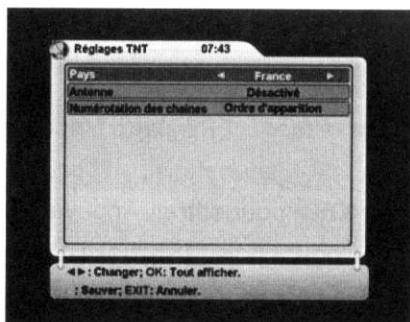 Réglages TNT 07:43
Pays ◄ France ►
Antenne Désactivé
Numérotation des chaines Ordre d'apparition
◄ ►: Changer; OK: Tout afficher.
: Sauver; EXIT: Annuler.